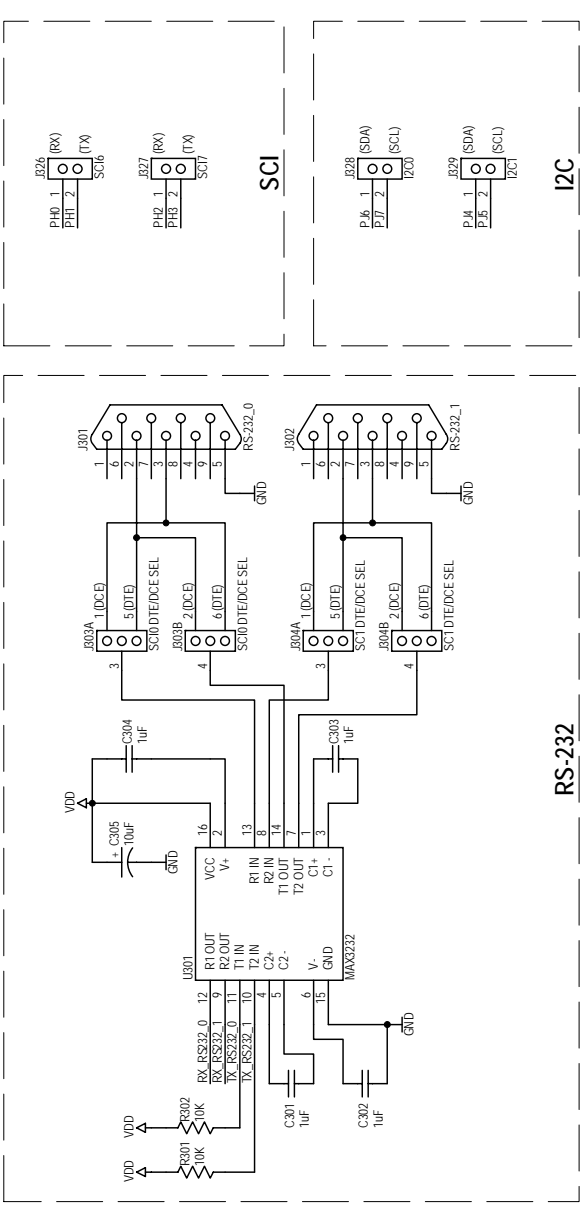 VDD
VDD
R301
10K
R302
10K
RX_RS232_0
RX_RS232_1
TX_RS232_0
TX_RS232_1
12
9
11
10
4
5
6
15
C301
1uF
C302
1uF
GND
U301
R1 OUT
R2 OUT
T1 IN
T2 IN
C2+
C2 -
V-
GND
VCC
V+
R1 IN
R2 IN
T1 OUT
T2 OUT
C1+
C1 -
MAX3232
16
2
13
8
14
7
1
3
VDD
C305
+
10uF
GND
C304
1uF
C303
1uF
J303A
3
1 (DCE)
5 (DTE)
SCI0 DTE/DCE SEL
J303B
4
2 (DCE)
6 (DTE)
SCI0 DTE/DCE SEL
J304A
3
1 (DCE)
5 (DTE)
SC1 DTE/DCE SEL
J304B
4
2 (DCE)
6 (DTE)
SC1 DTE/DCE SEL
J301
1
6
2
7
3
8
4
9
5
RS-232_0
GND
J302
1
6
2
7
3
8
4
9
5
RS-232_1
GND
RS-232
J326 (RX)
PH0 1
PH1 2
(TX)
SCI6
J327 (RX)
PH2 1
PH3 2
(TX)
SCI7
SCI
J328 (SDA)
PJ6 1
PJ7 2
(SCL)
I2C0
J329 (SDA)
PJ4 1
PJ5 2
(SCL)
I2C1
I2C